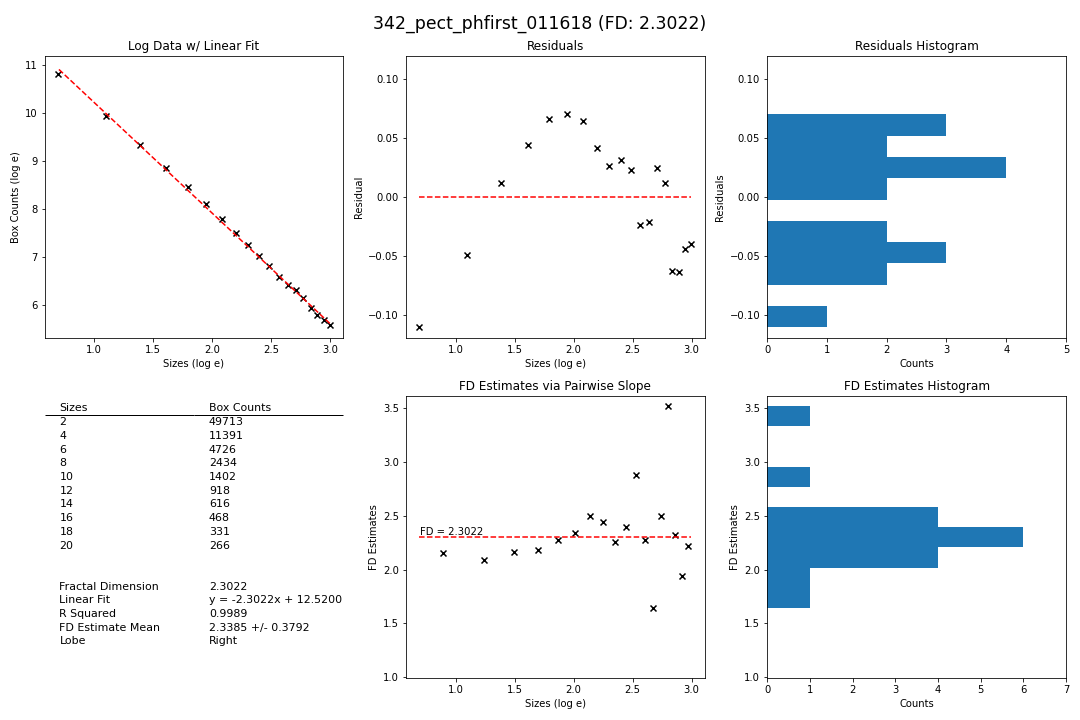 342_pect_phfirst_011618 (FD: 2.3022)
Log Data w/ Linear Fit
Box Counts (log e)
11
10
9
8
7
6
1.0 1.5 2.0 2.5 3.0
Sizes (log e)
Residuals
Residual
0.10
0.05
0.00
−0.05
−0.10
1.0 1.5 2.0 2.5 3.0
Sizes (log e)
Residuals Histogram
Residuals
0.10
0.05
0.00
−0.05
−0.10
0 1 2 3 4 5
Counts
Sizes Box Counts
2 49713
4 11391
6 4726
8 2434
10 1402
12 918
14 616
16 468
18 331
20 266
Fractal Dimension 2.3022
Linear Fit y = -2.3022x + 12.5200
R Squared 0.9989
FD Estimate Mean 2.3385 +/- 0.3792
Lobe Right
FD Estimates via Pairwise Slope
FD Estimates
3.5
3.0
2.5
2.0
1.5
1.0
FD = 2.3022
1.0 1.5 2.0 2.5 3.0
Sizes (log e)
FD Estimates Histogram
FD Estimates
3.5
3.0
2.5
2.0
1.5
1.0
0 1 2 3 4 5 6 7
Counts